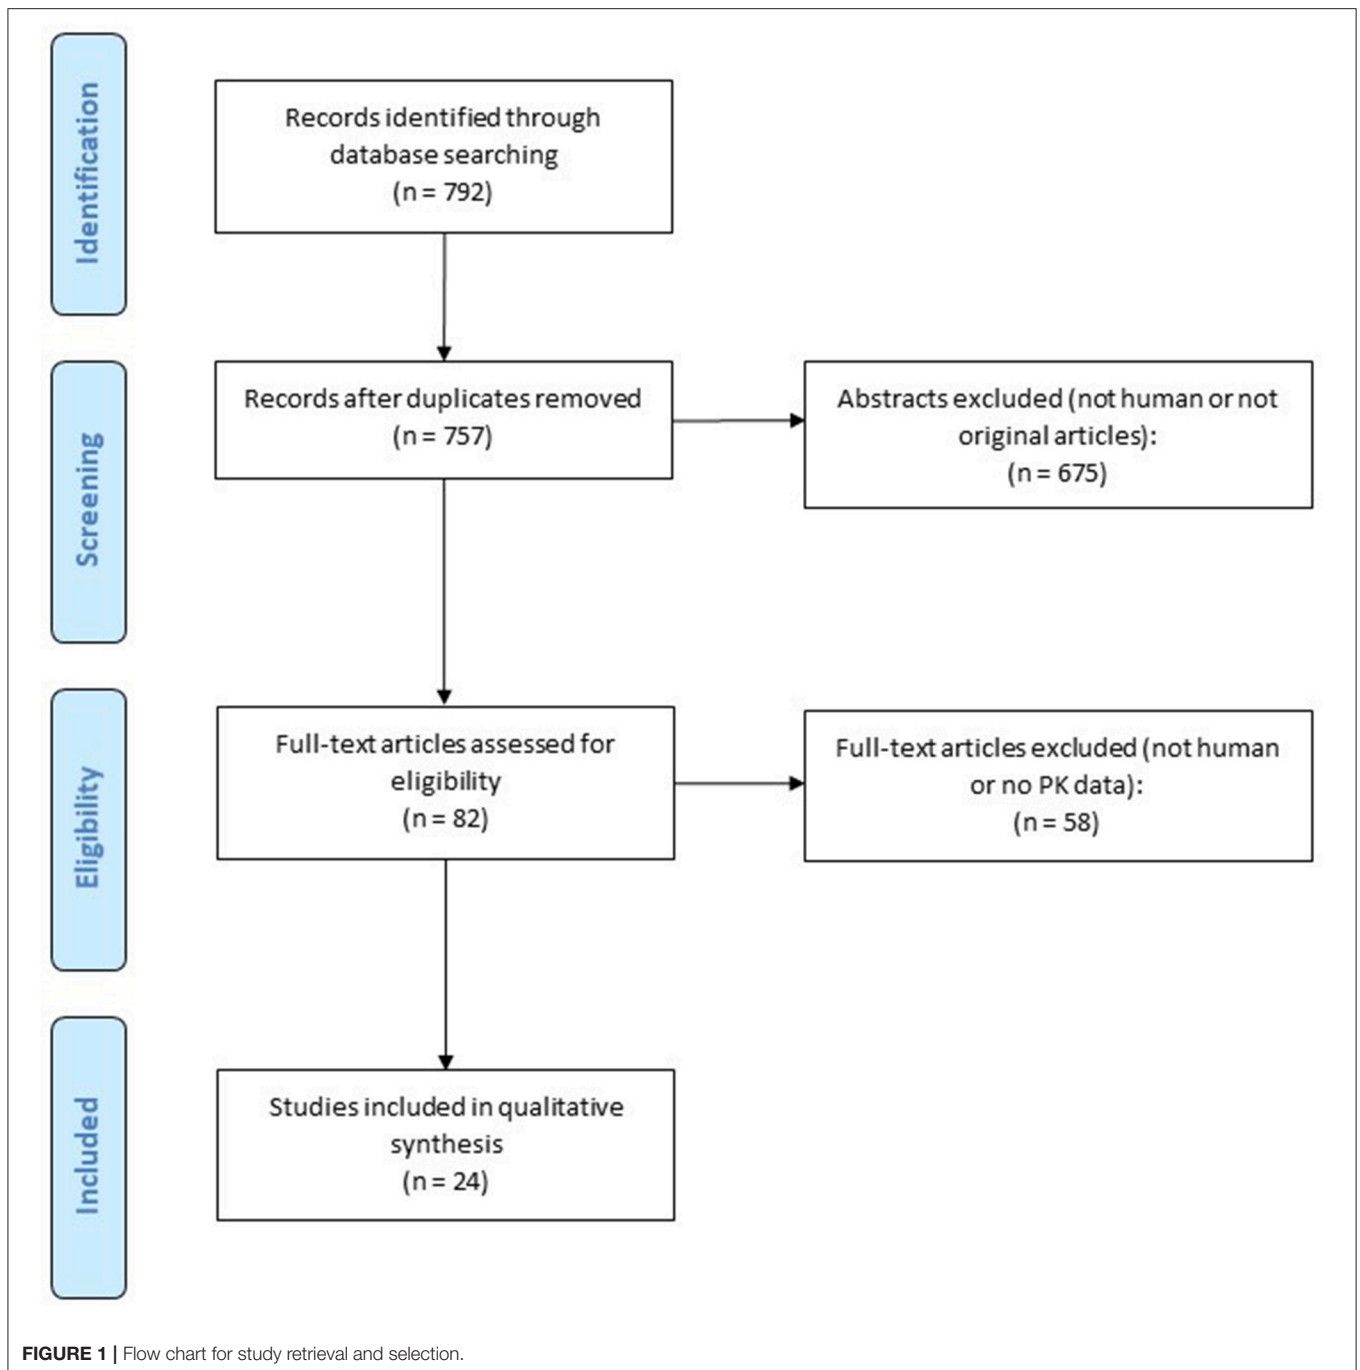 Identification
Records identified through
database searching
(n = 792)
Screening
Records after duplicates removed
(n = 757)
Abstracts excluded (not human or not
original articles):
(n = 675)
Eligibility
Full-text articles assessed for
eligibility
(n = 82)
Full-text articles excluded (not human
or no PK data):
(n = 58)
Included
Studies included in qualitative
synthesis
(n = 24)
FIGURE 1 | Flow chart for study retrieval and selection.